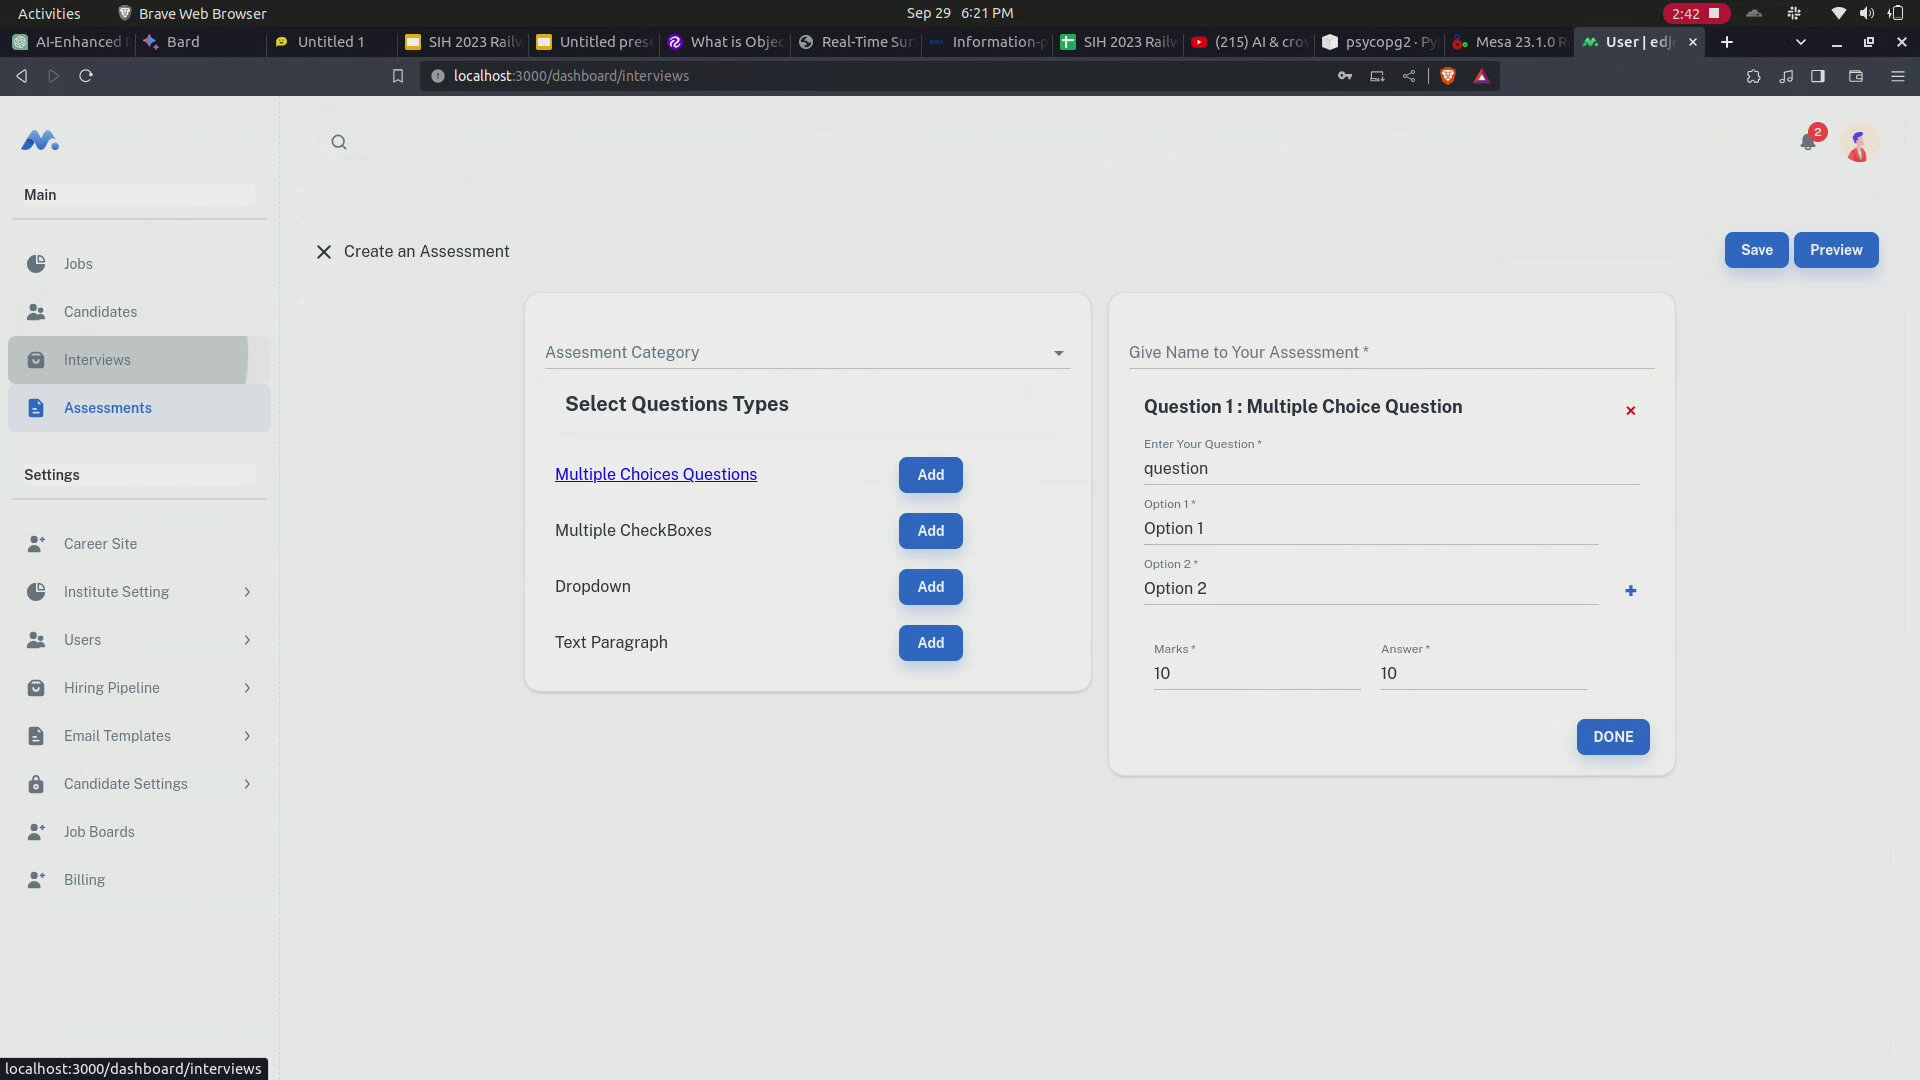 Activities
Brave Web Browser
Sep 29 6:21 PM
2:42
AI-Enhanced
Bard
Untitled 1
SIH 2023 Railw
Untitled prese
What is Objec
Real-Time Sur
Information-p
SIH 2023 Railw
(215) AI & crow
psycopg2 · Py
Mesa 23.1.0 R
User | edj
localhost:3000/dashboard/interviews
2
Main
Create an Assessment
Save
Preview
Jobs
Candidates
Interviews
Assessments
Settings
Career Site
Institute Setting
Users
Hiring Pipeline
Email Templates
Candidate Settings
Job Boards
Billing
Assesment Category
Select Questions Types
Multiple Choices Questions
Add
Multiple CheckBoxes
Add
Dropdown
Add
Text Paragraph
Add
Give Name to Your Assessment *
Question 1 : Multiple Choice Question
Enter Your Question *
question
Option 1 *
Option 1
Option 2 *
Option 2
Marks *
10
Answer *
10
DONE
localhost:3000/dashboard/interviews